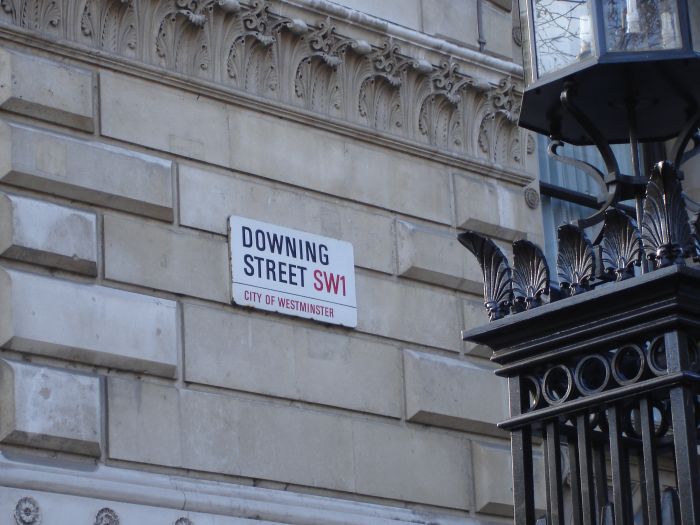 DOWNING
STREET SW1
CITY OF WESTMINSTER